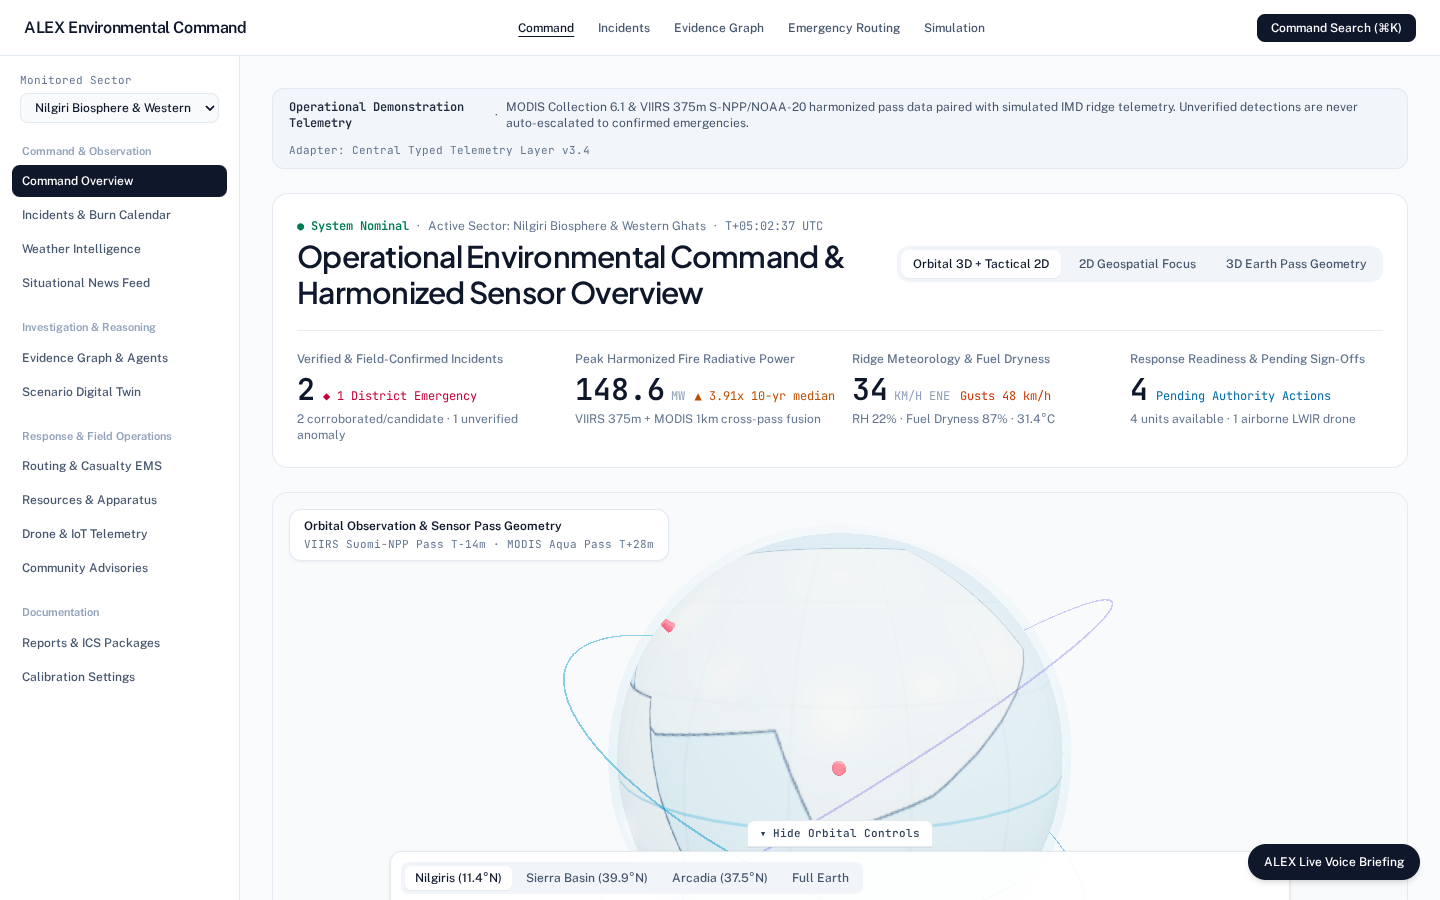 ALEX Environmental Command
Command
Incidents
Evidence Graph
Emergency Routing
Simulation
Command Search (⌘K)
Monitored Sector
Nilgiri Biosphere & Western
Command & Observation
Command Overview
Incidents & Burn Calendar
Weather Intelligence
Situational News Feed
Investigation & Reasoning
Evidence Graph & Agents
Scenario Digital Twin
Response & Field Operations
Routing & Casualty EMS
Resources & Apparatus
Drone & IoT Telemetry
Community Advisories
Documentation
Reports & ICS Packages
Calibration Settings
Operational Demonstration
Telemetry
· MODIS Collection 6.1 & VIIRS 375m S-NPP/NOAA-20 harmonized pass data paired with simulated IMD ridge telemetry. Unverified detections are never
auto-escalated to confirmed emergencies.
Adapter: Central Typed Telemetry Layer v3.4
● System Nominal · Active Sector: Nilgiri Biosphere & Western Ghats · T+05:02:37 UTC
Operational Environmental Command &
Harmonized Sensor Overview
Orbital 3D + Tactical 2D
2D Geospatial Focus
3D Earth Pass Geometry
Verified & Field-Confirmed Incidents
2 ◆ 1 District Emergency
2 corroborated/candidate · 1 unverified
anomaly
Peak Harmonized Fire Radiative Power
148.6 MW ▲ 3.91x 10-yr median
VIIRS 375m + MODIS 1km cross-pass fusion
Ridge Meteorology & Fuel Dryness
34 KM/H ENE Gusts 48 km/h
RH 22% · Fuel Dryness 87% · 31.4°C
Response Readiness & Pending Sign-Offs
4 Pending Authority Actions
4 units available · 1 airborne LWIR drone
Orbital Observation & Sensor Pass Geometry
VIIRS Suomi-NPP Pass T-14m · MODIS Aqua Pass T+28m
▾ Hide Orbital Controls
Nilgiris (11.4°N)
Sierra Basin (39.9°N)
Arcadia (37.5°N)
Full Earth
ALEX Live Voice Briefing